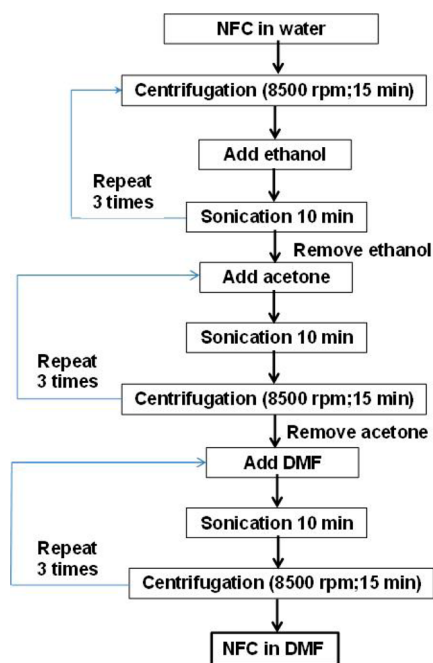 NFC in water
Centrifugation (8500 rpm;15 min)
Add ethanol
Repeat
3 times
Sonication 10 min
Remove ethanol
Add acetone
Sonication 10 min
Repeat
3 times
Centrifugation (8500 rpm;15 min)
Remove acetone
Add DMF
Sonication 10 min
Repeat
3 times
Centrifugation (8500 rpm;15 min)
NFC in DMF